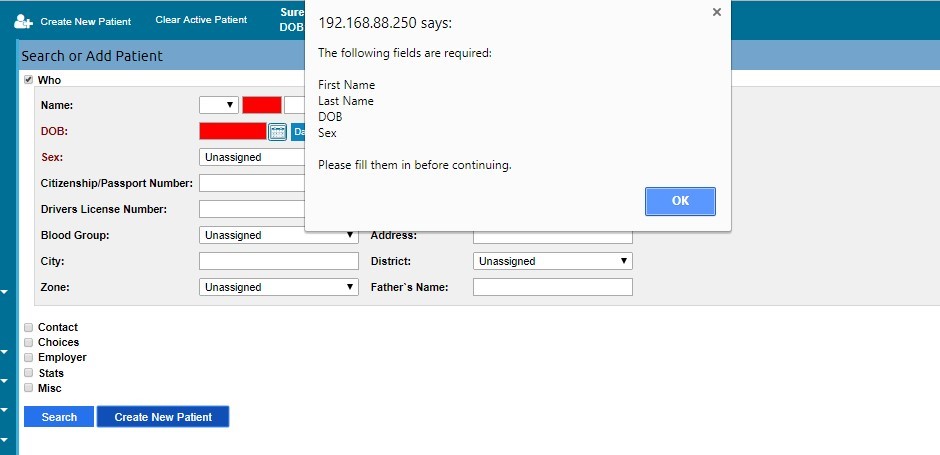 Create New Patient
Clear Active Patient
Sure
DOB
192.168.88.250 says:
The following fields are required:
First Name
Last Name
DOB
Sex
Please fill them in before continuing.
OK
Search or Add Patient
Who
Name:
DOB:
Da
Sex: Unassigned
Citizenship/Passport Number:
Drivers License Number:
Blood Group: Unassigned Address:
City: District: Unassigned
Zone: Unassigned Father`s Name:
Contact
Choices
Employer
Stats
Misc
Search Create New Patient